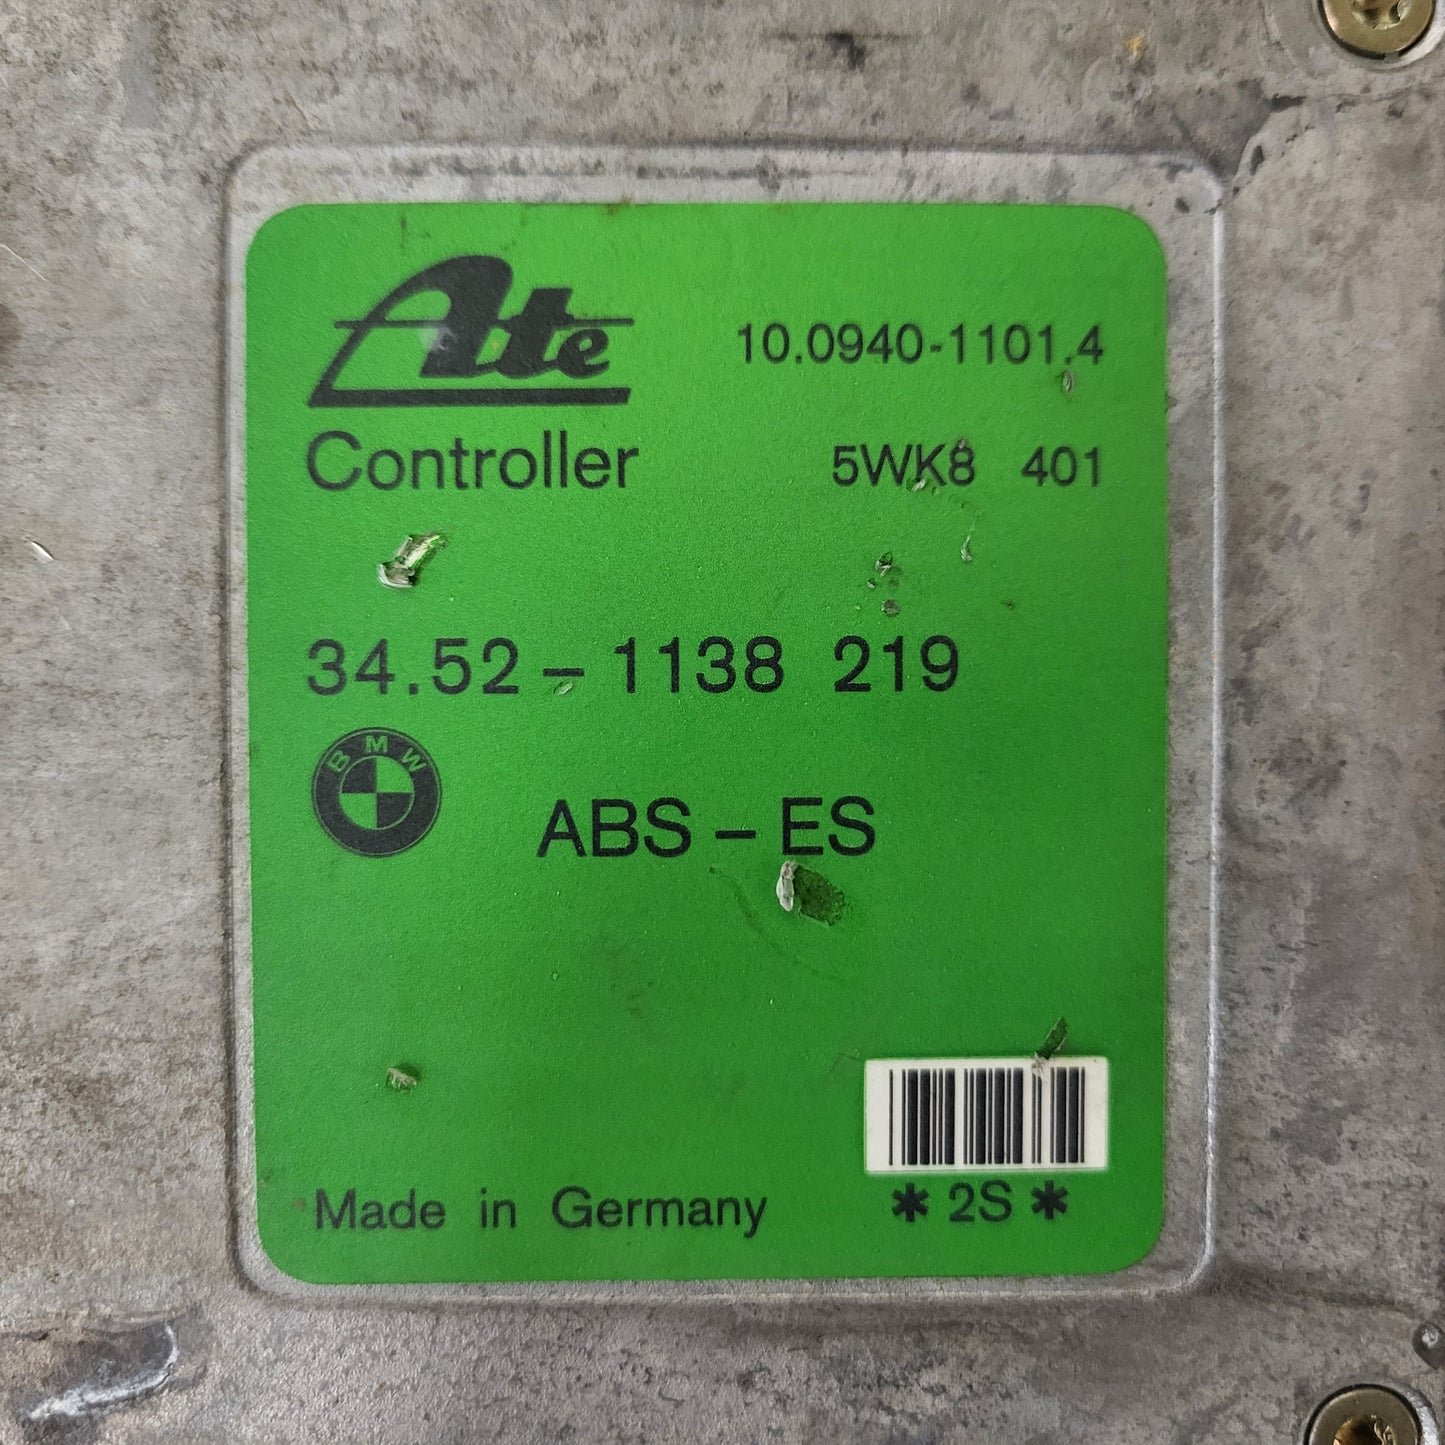 Ate
10.0940-1101.4
Controller
5WK8 401
34.52-1138 219
BMW
ABS-ES
Made in Germany
*2S*